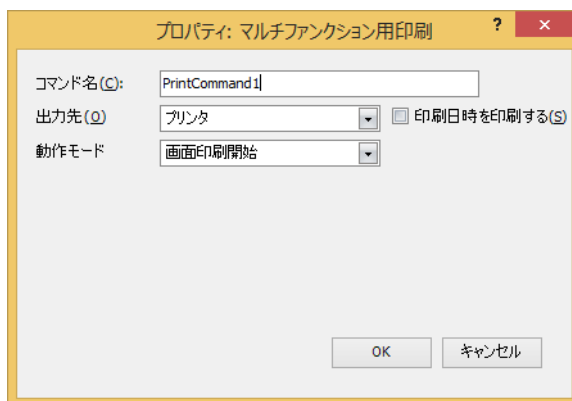 プロパティ: マルチファンクション用印刷 ? ×
コマンド名(C): PrintCommand1
出力先(O) プリンタ 印刷日時を印刷する(S)
動作モード 画面印刷開始
OK キャンセル